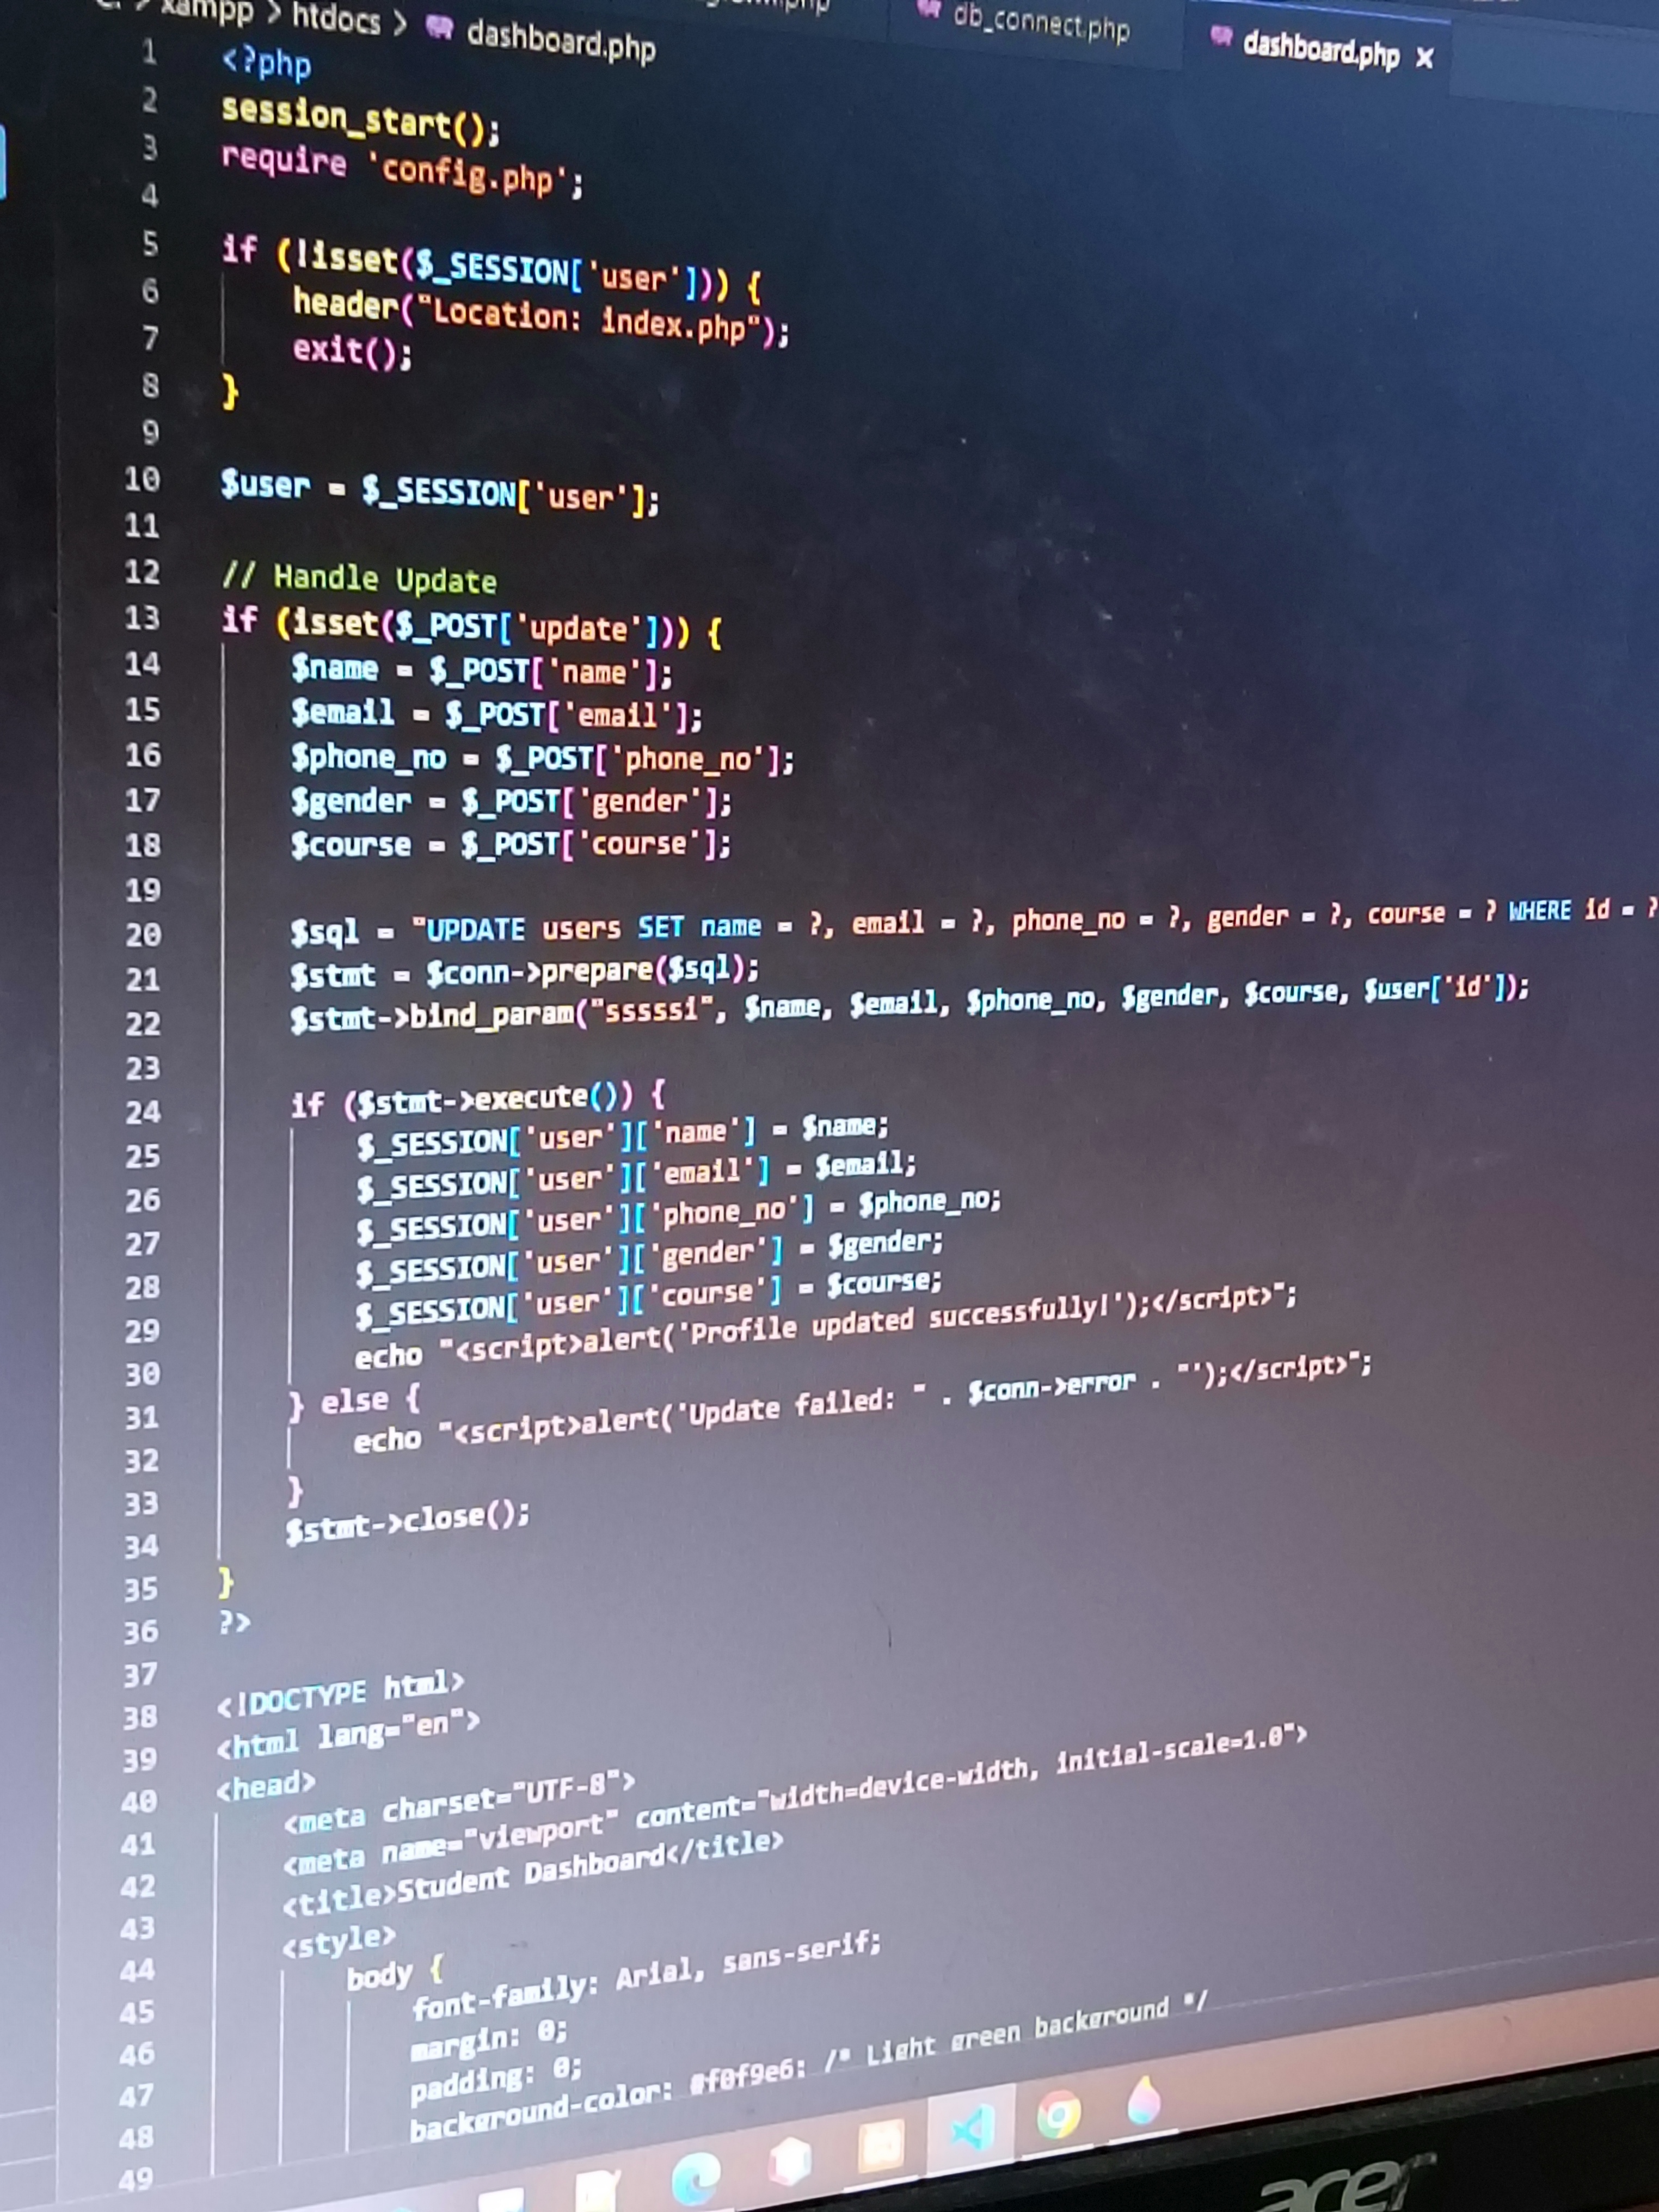 xampp > htdocs > dashboard.php
db_connect.php
dashboard.php ×
1 <?php
2 session_start();
3 require 'config.php';
4
5 if (!isset($_SESSION['user'])) {
6 header("Location: index.php");
7 exit();
8 }
9
10 $user = $_SESSION['user'];
11
12 // Handle Update
13 if (isset($_POST['update'])) {
14 $name = $_POST['name'];
15 $email = $_POST['email'];
16 $phone_no = $_POST['phone_no'];
17 $gender = $_POST['gender'];
18 $course = $_POST['course'];
19
20 $sql = "UPDATE users SET name = ?, email = ?, phone_no = ?, gender = ?, course = ? WHERE id = ?
21 $stmt = $conn->prepare($sql);
22 $stmt->bind_param("sssssi", $name, $email, $phone_no, $gender, $course, $user['id']);
23
24 if ($stmt->execute()) {
25 $_SESSION['user']['name'] = $name;
26 $_SESSION['user']['email'] = $email;
27 $_SESSION['user']['phone_no'] = $phone_no;
28 $_SESSION['user']['gender'] = $gender;
29 $_SESSION['user']['course'] = $course;
30 echo "<script>alert('Profile updated successfully!');</script>";
31 } else {
32 echo "<script>alert('Update failed: " . $conn->error . "');</script>";
33 }
34 $stmt->close();
35 }
36 ?>
37
38 <!DOCTYPE html>
39 <html lang="en">
40 <head>
41 <meta charset="UTF-8">
42 <meta name="viewport" content="width=device-width, initial-scale=1.0">
43 <title>Student Dashboard</title>
44 <style>
45 body {
46 font-family: Arial, sans-serif;
47 margin: 0;
48 padding: 0;
49 background-color: #f0f9e6; /* Light green background */
acer